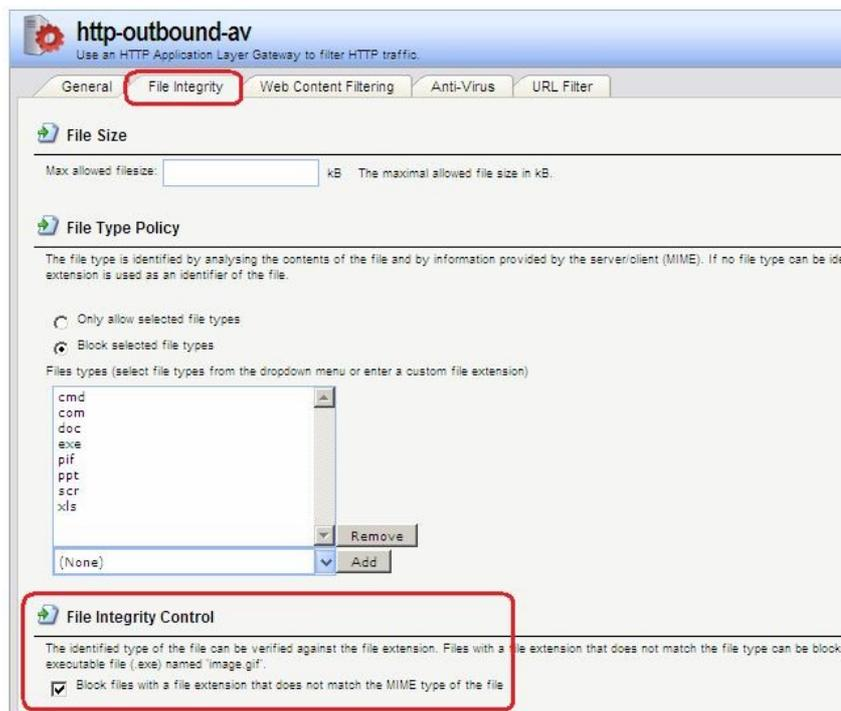 http-outbound-av
Use an HTTP Application Layer Gateway to filter HTTP traffic.
General File Integrity Web Content Filtering Anti-Virus URL Filter
File Size
Max allowed filesize: kB The maximal allowed file size in kB.
File Type Policy
The file type is identified by analysing the contents of the file and by information provided by the server/client (MIME). If no file type can be
extension is used as an identifier of the file.
Only allow selected file types
Block selected file types
Files types (select file types from the dropdown menu or enter a custom file extension)
cmd
com
doc
exe
pif
ppt
scr
xls
Remove
(None) Add
File Integrity Control
The identified type of the file can be verified against the file extension. Files with a file extension that does not match the file type can be block
executable file (.exe) named 'image.gif'.
Block files with a file extension that does not match the MIME type of the file